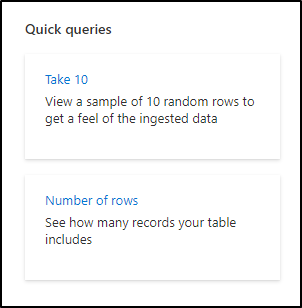 Quick queries
Take 10
View a sample of 10 random rows to
get a feel of the ingested data
Number of rows
See how many records your table
includes